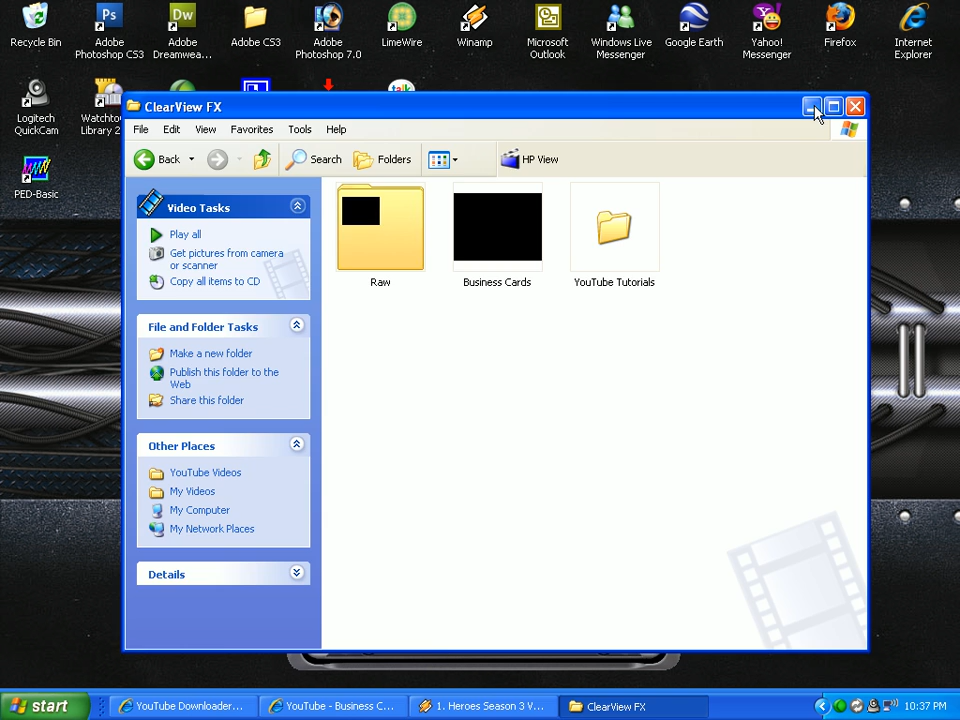 Recycle Bin
Adobe
Photoshop CS3
Adobe
Dreamwea...
Adobe CS3
Adobe
Photoshop 7.0
LimeWire
Winamp
Microsoft
Outlook
Windows Live
Messenger
Google Earth
Yahoo!
Messenger
Firefox
Internet
Explorer
Ps
Dw
Logitech
QuickCam
Watchto
Library 2
talk
PED-Basic
ClearView FX
File Edit View Favorites Tools Help
Back Search Folders HP View
Video Tasks
Play all
Get pictures from camera
or scanner
Copy all items to CD
File and Folder Tasks
Make a new folder
Publish this folder to the
Web
Share this folder
Other Places
YouTube Videos
My Videos
My Computer
My Network Places
Details
Raw
Business Cards
YouTube Tutorials
start
YouTube Downloader...
YouTube - Business C...
1. Heroes Season 3 V...
ClearView FX
10:37 PM